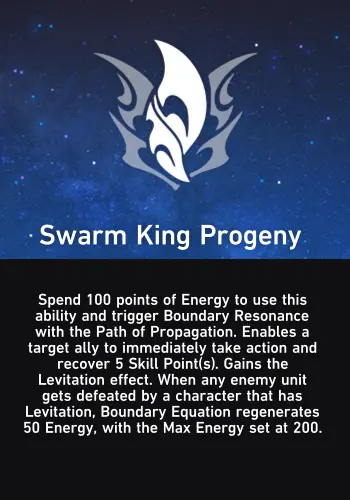 Swarm King Progeny
Spend 100 points of Energy to use this
ability and trigger Boundary Resonance
with the Path of Propagation. Enables a
target ally to immediately take action and
recover 5 Skill Point(s). Gains the
Levitation effect. When any enemy unit
gets defeated by a character that has
Levitation, Boundary Equation regenerates
50 Energy, with the Max Energy set at 200.